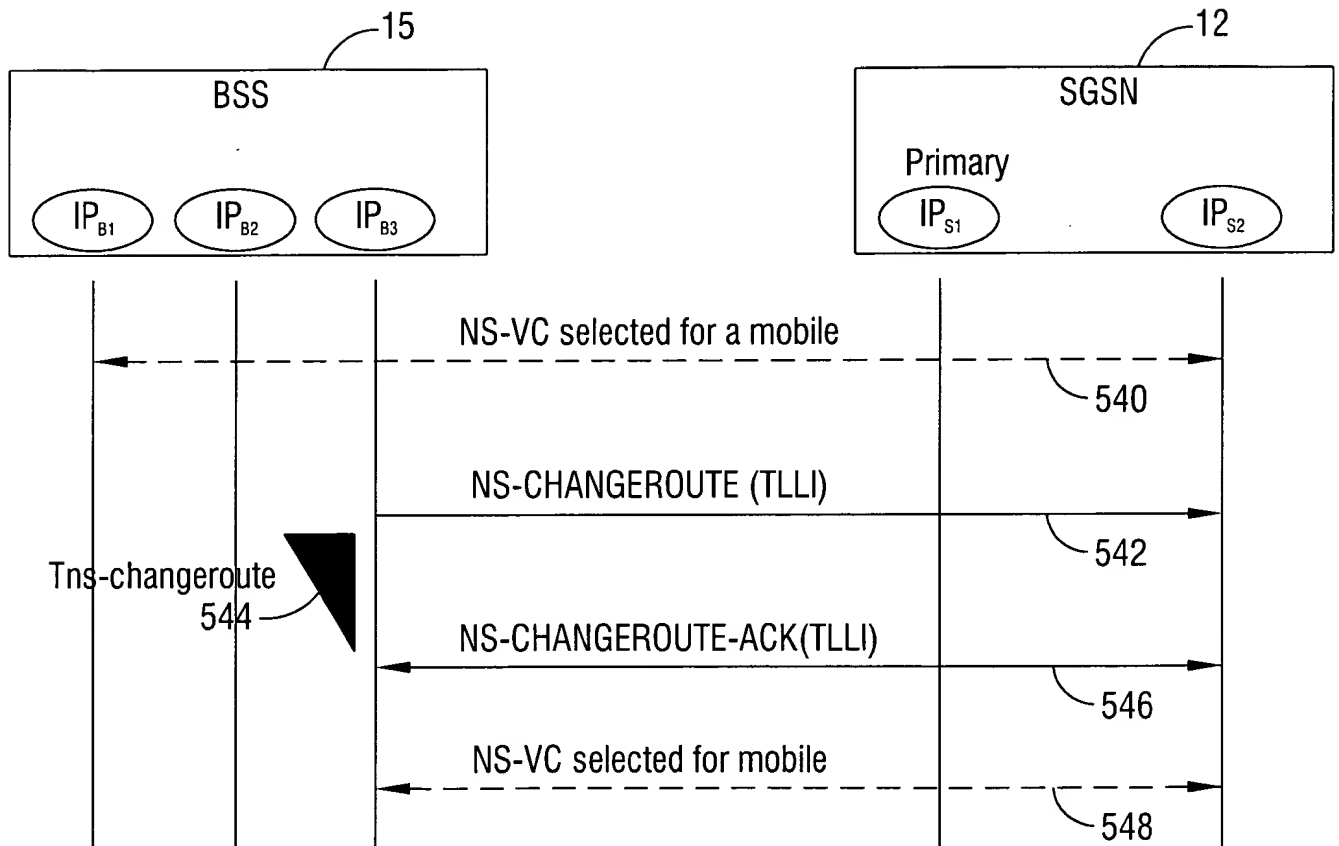 15
12
BSS
SGSN
Primary
IPB1
IPB2
IPB3
IPS1
IPS2
NS-VC selected for a mobile
540
NS-CHANGEROUTE (TLLI)
542
Tns-changeroute
544
NS-CHANGEROUTE-ACK(TLLI)
546
NS-VC selected for mobile
548